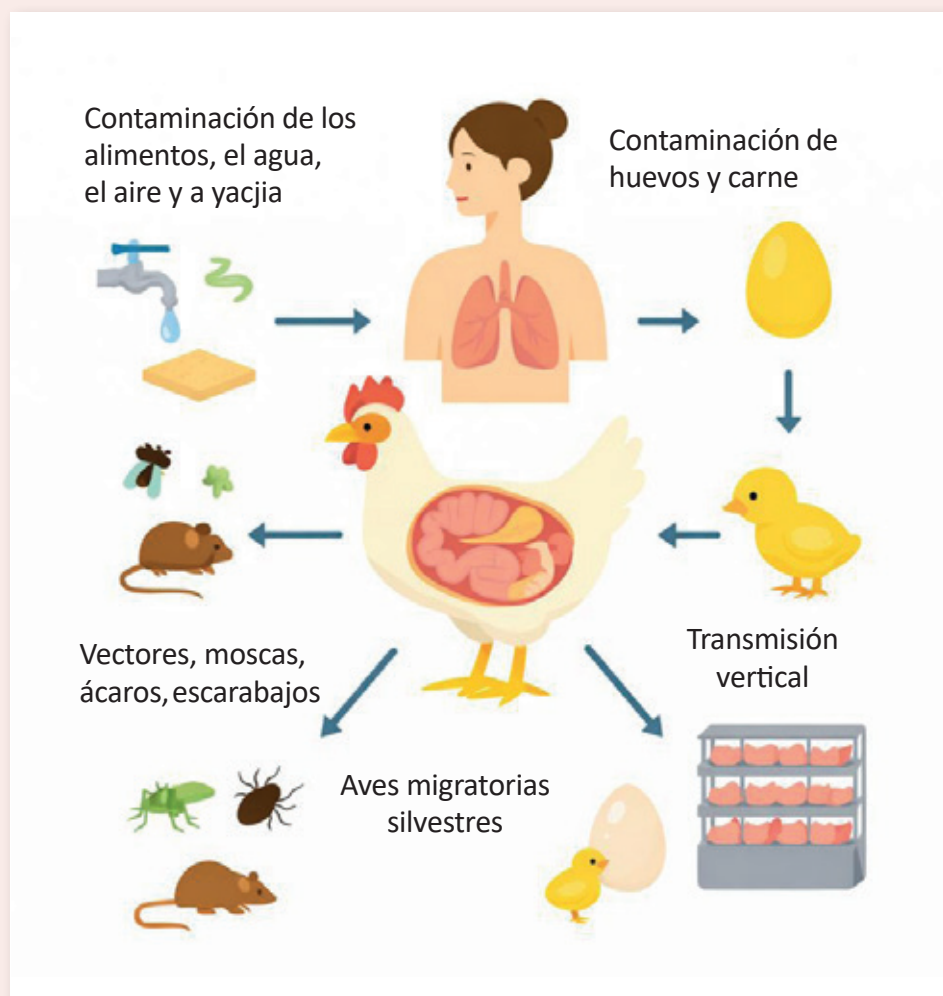 Contaminación de los
alimentos, el agua,
el aire y a yacjia
Contaminación de
huevos y carne
Vectores, moscas,
ácaros, escarabajos
Transmisión
vertical
Aves migratorias
silvestres